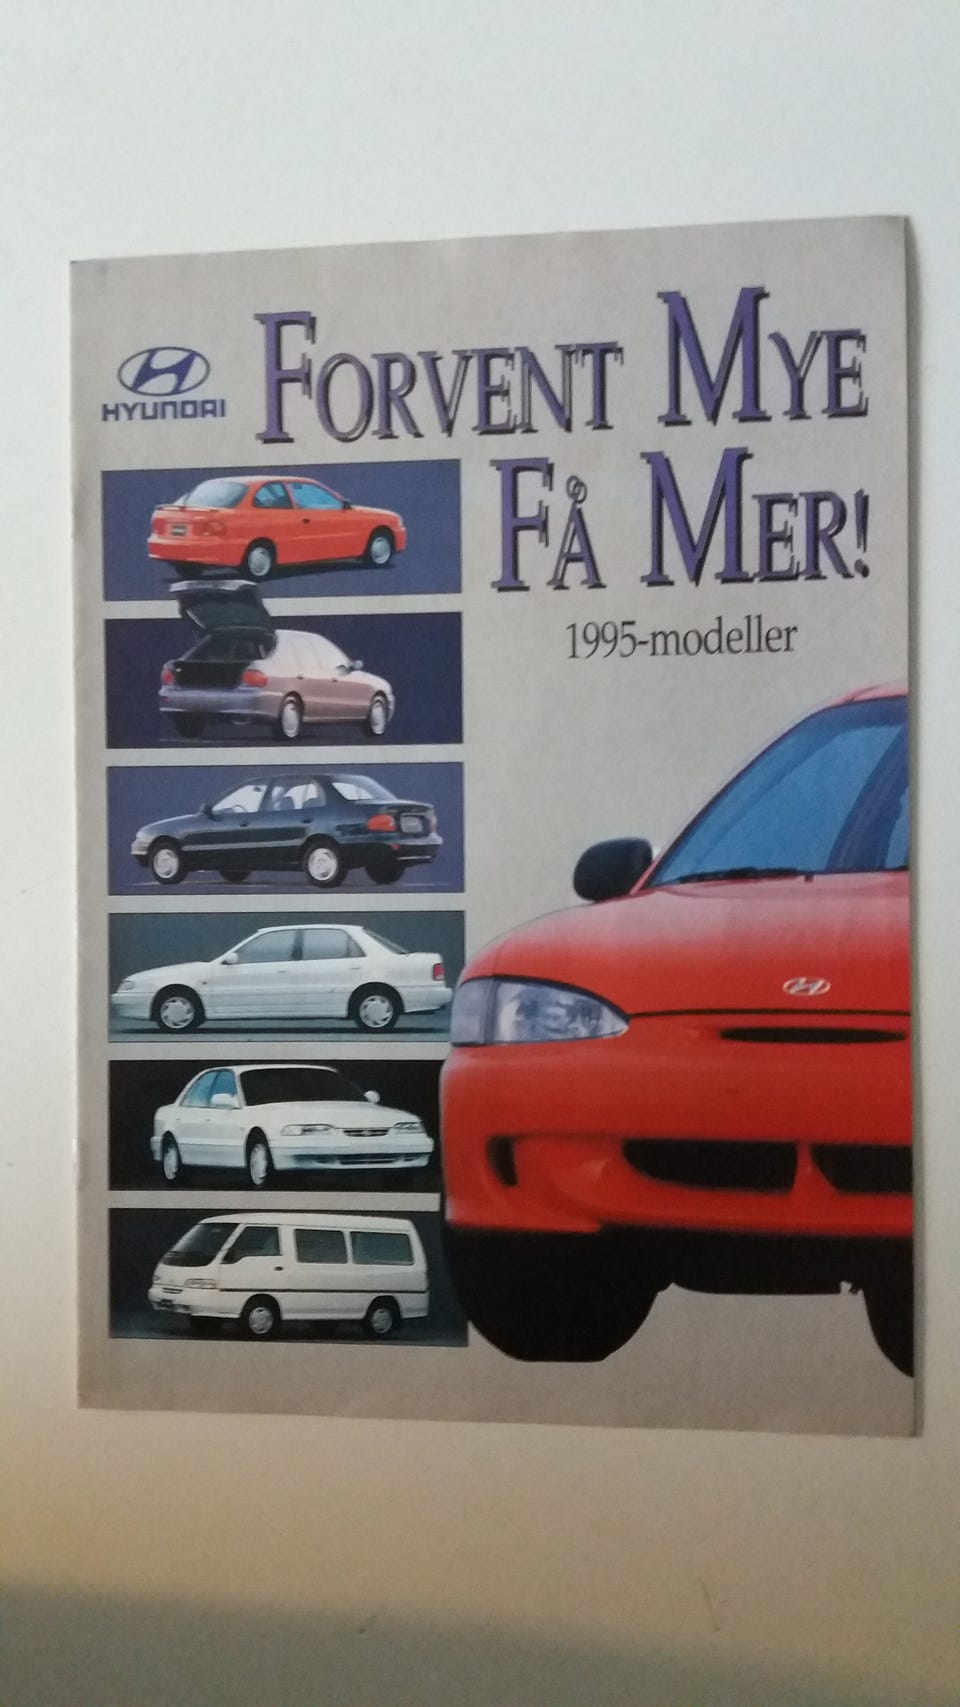 HYUNDAI
FORVENT MYE
FÅ MER!
1995-modeller